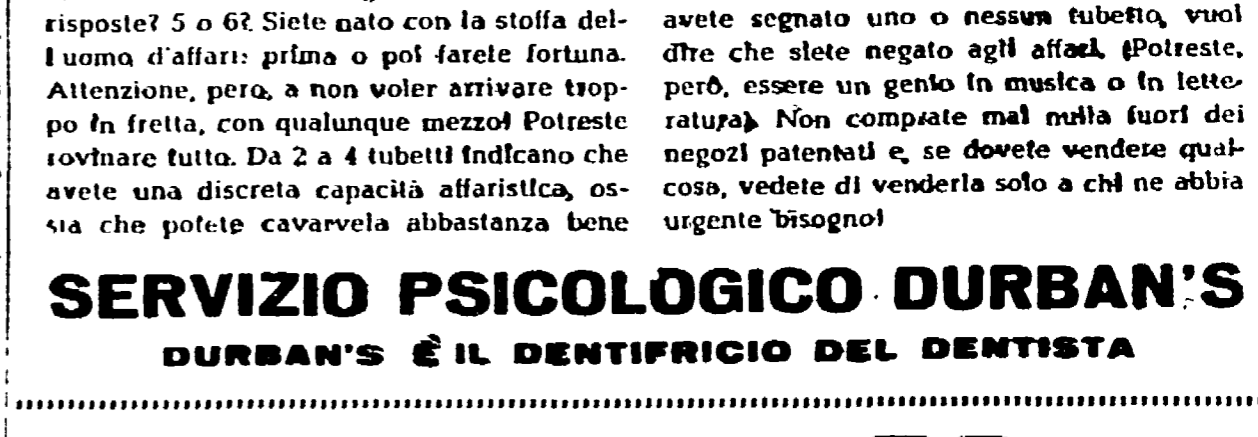 risposte? 5 o 6? Siete nato con la stoffa del-
l'uomo d'affari: prima o poi farete fortuna.
Attenzione, però, a non voler arrivare trop-
po in fretta, con qualunque mezzo! Potreste
rovinare tutto. Da 2 a 4 tubetti indicano che
avete una discreta capacità affaristica, os-
sia che potete cavarvela abbastanza bene
avete segnato uno o nessun tubetto, vuol
dire che siete negato agli affari. (Potreste,
però, essere un genio in musica o in lette-
ratura). Non comprate mai nulla fuori dei
negozi patentati e, se dovete vendere qual-
cosa, vedete di venderla solo a chi ne abbia
urgente bisogno!
SERVIZIO PSICOLOGICO DURBAN'S
DURBAN'S È IL DENTIFRICIO DEL DENTISTA